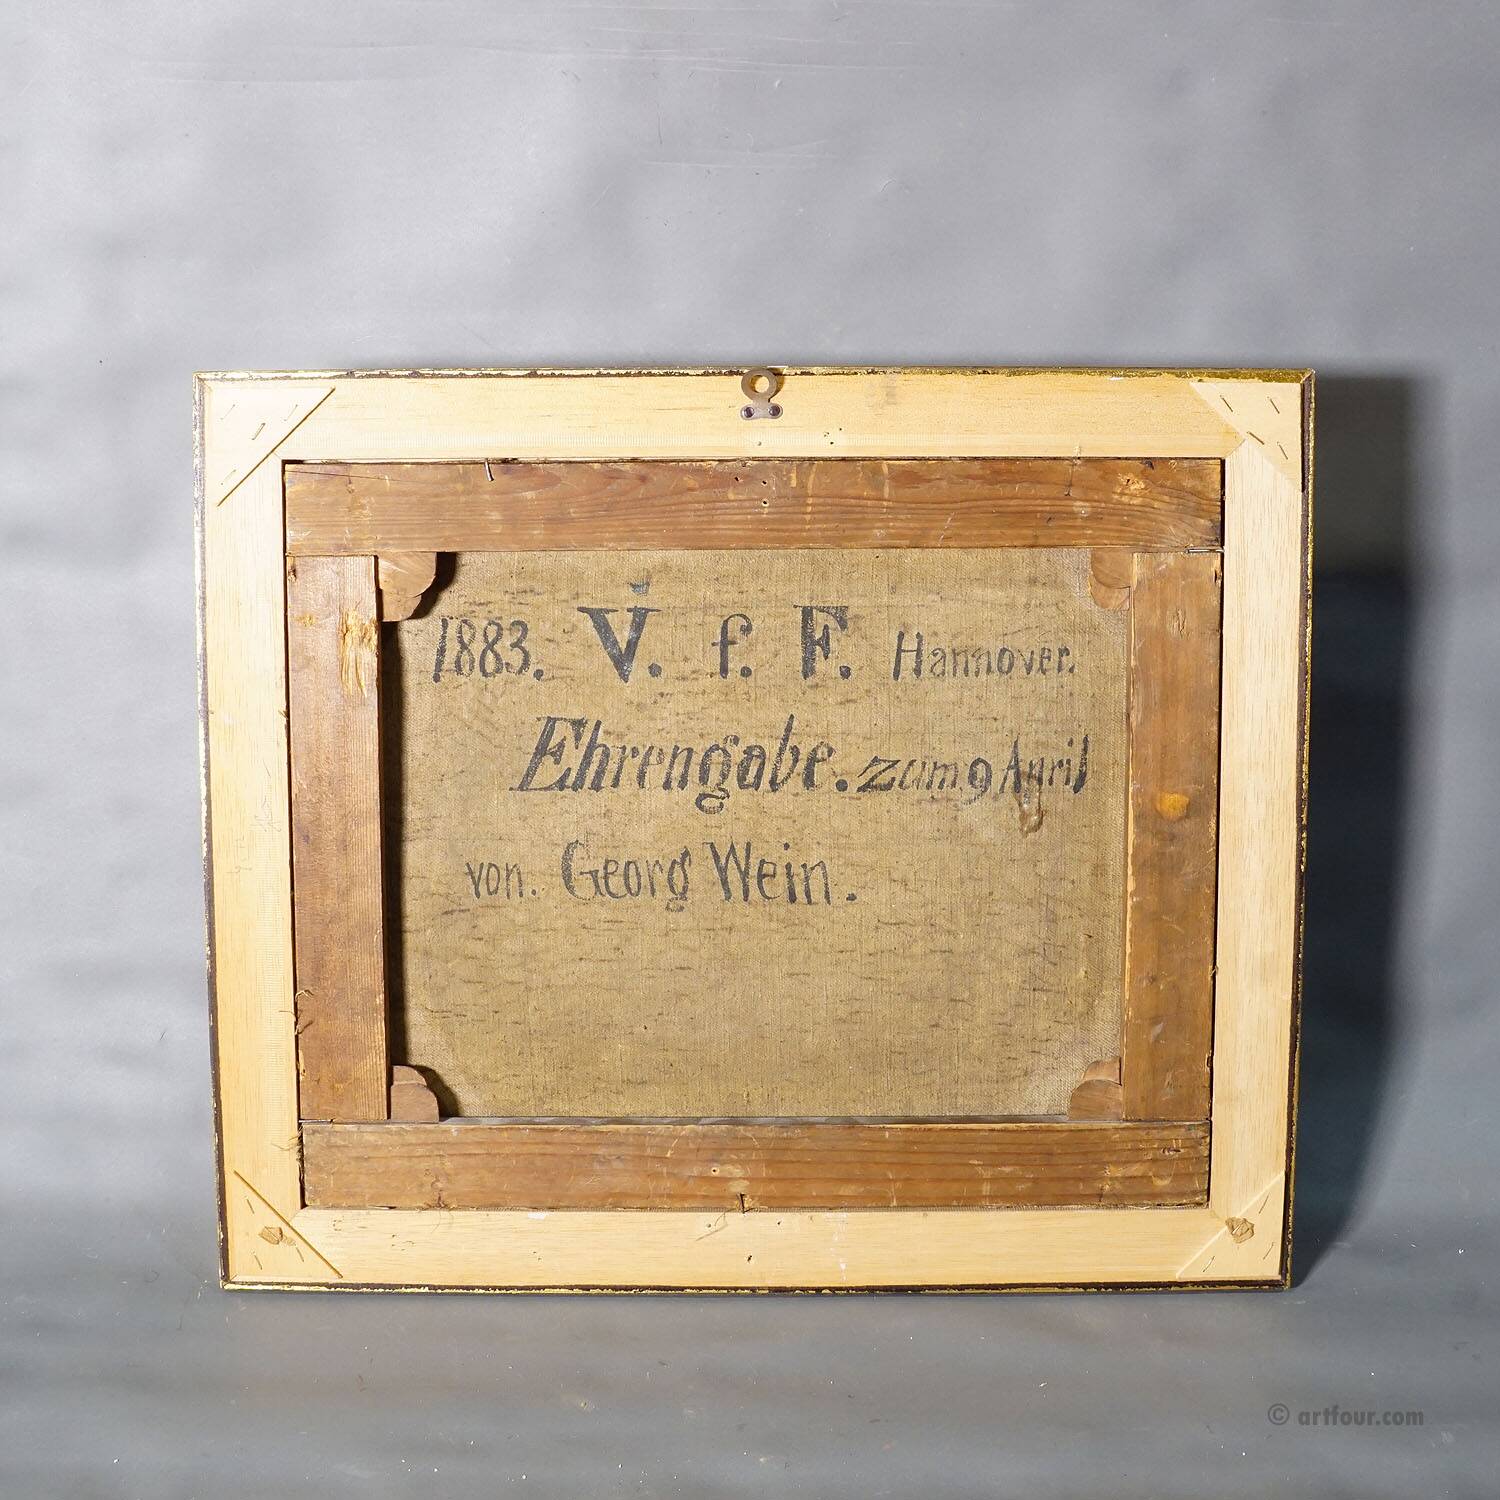 1883. V. f. F. Hannover.
Ehrengabe. zum 9 April
von. Georg Wein.
© artfour.com